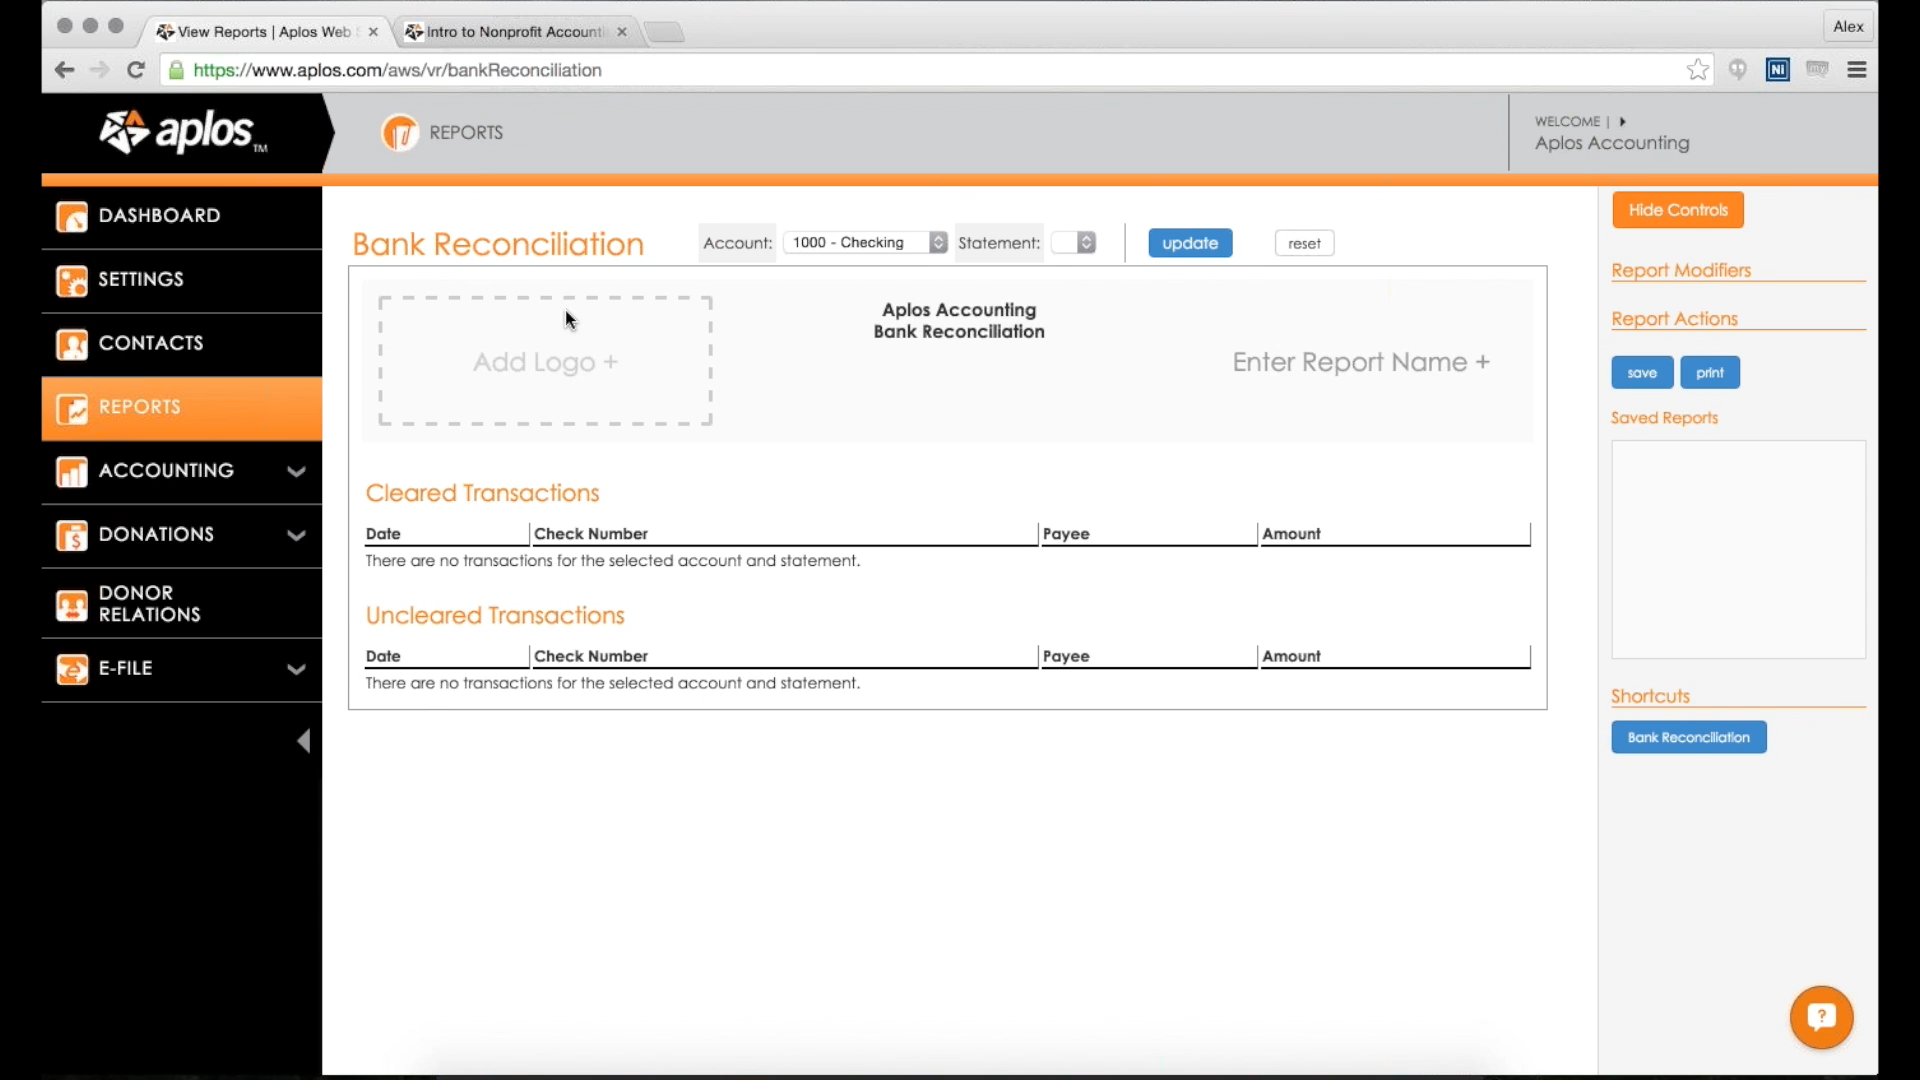 View Reports | Aplos Web
Intro to Nonprofit Accounti
Alex
https://www.aplos.com/aws/vr/bankReconciliation
aplos™
REPORTS
WELCOME |
Aplos Accounting
DASHBOARD
SETTINGS
CONTACTS
REPORTS
ACCOUNTING
DONATIONS
DONOR
RELATIONS
E-FILE
Bank Reconciliation
Account: 1000 - Checking Statement: update reset
Add Logo +
Aplos Accounting
Bank Reconciliation
Enter Report Name +
Cleared Transactions
Date Check Number Payee Amount
There are no transactions for the selected account and statement.
Uncleared Transactions
Date Check Number Payee Amount
There are no transactions for the selected account and statement.
Hide Controls
Report Modifiers
Report Actions
save print
Saved Reports
Shortcuts
Bank Reconciliation